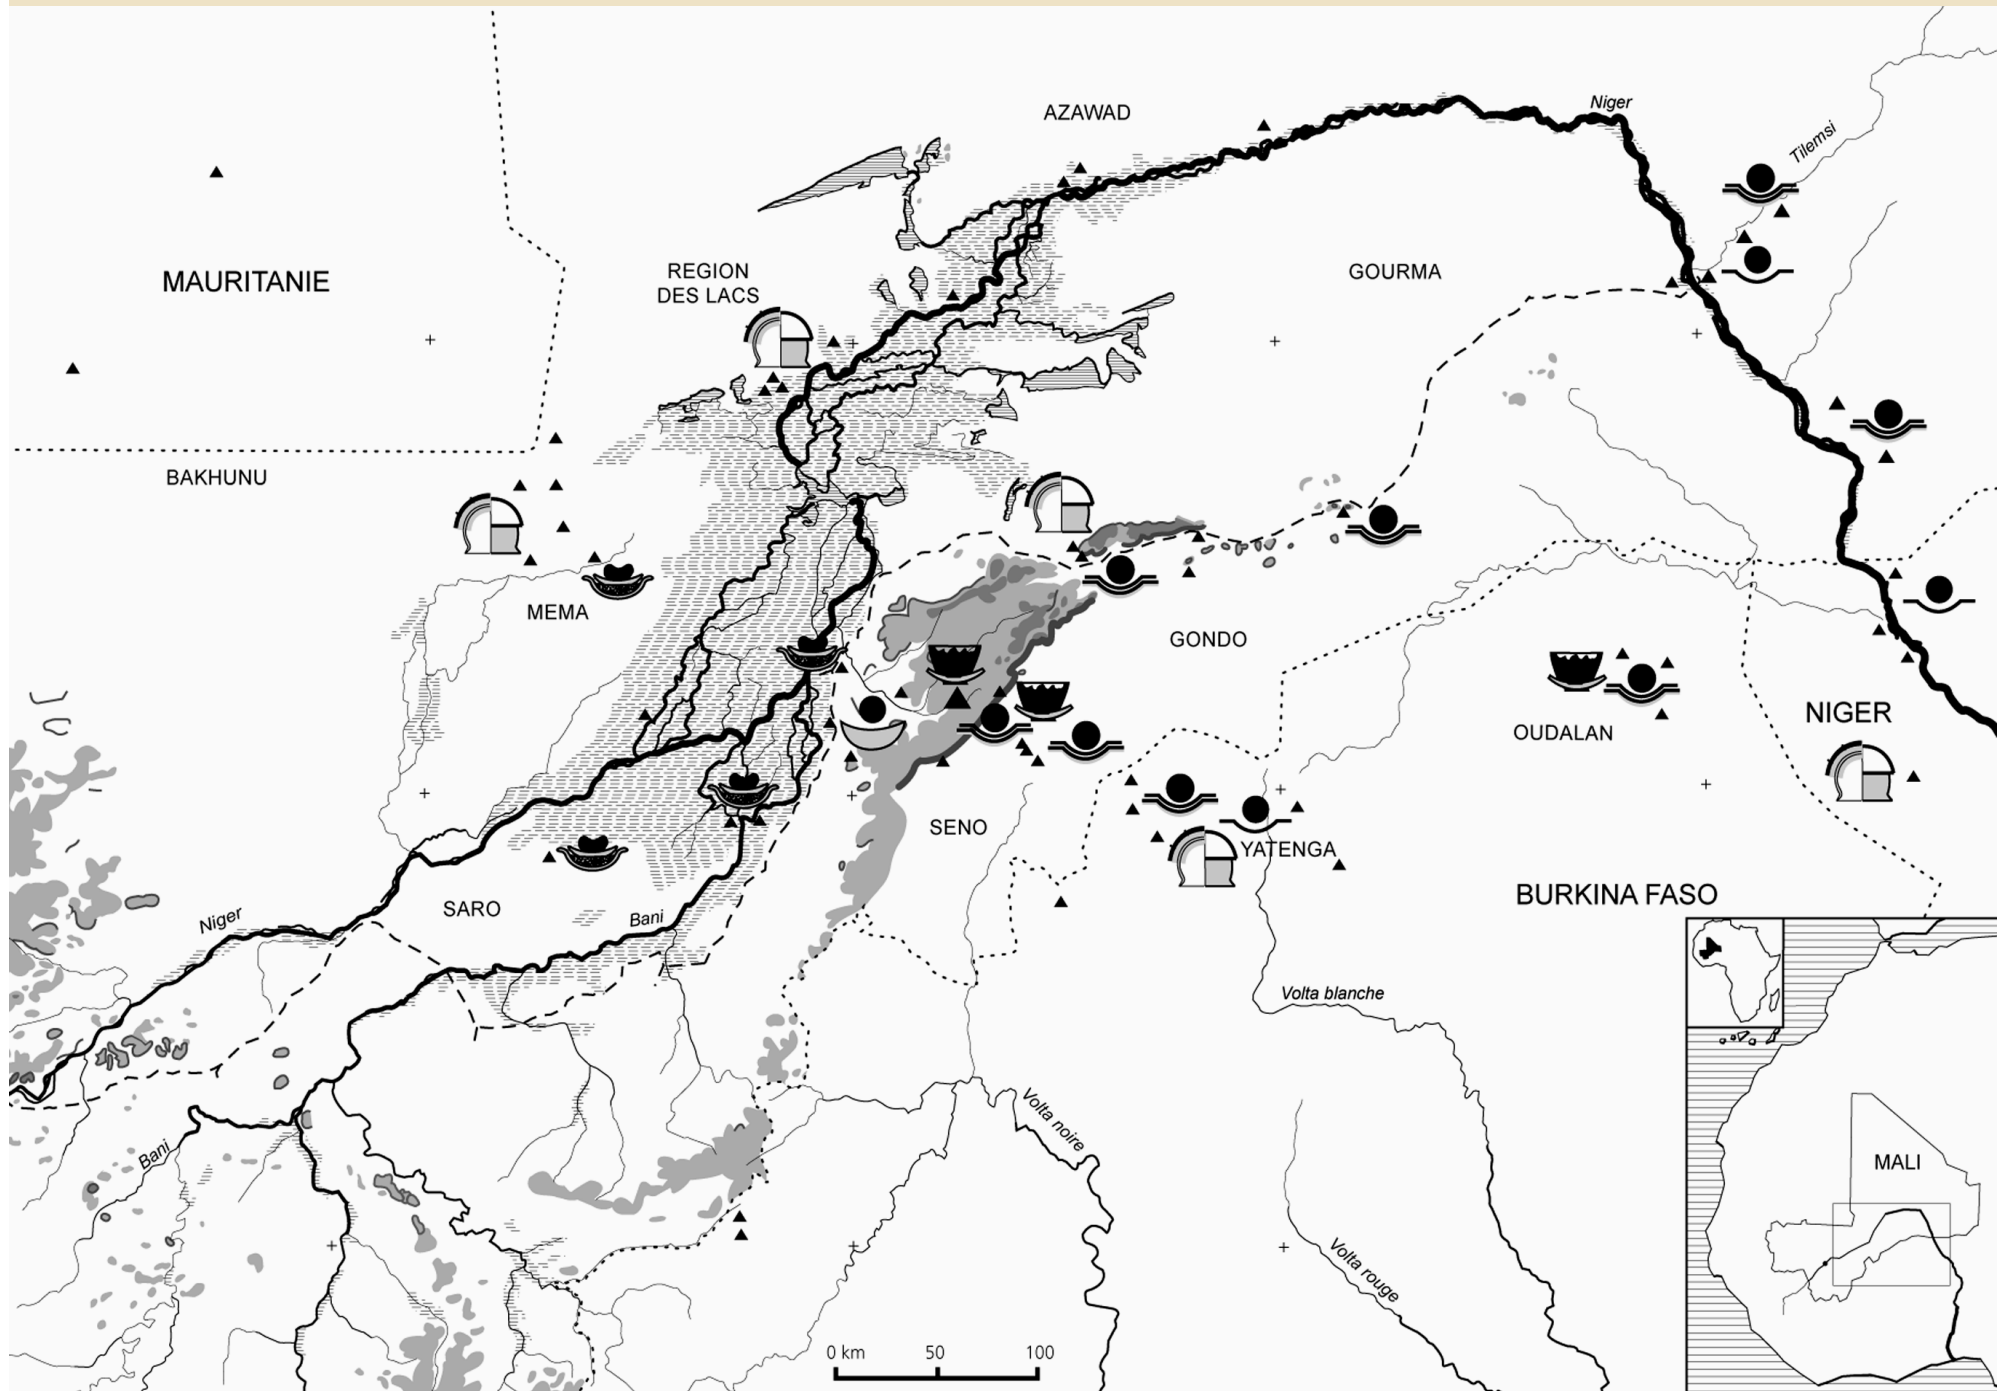 AZAWAD
Niger
Tilemsi
MAURITANIE
REGION
DES LACS
GOURMA
BAKHUNU
MEMA
GONDO
NIGER
OUDALAN
SENO
YATENGA
BURKINA FASO
SARO
Niger
Bani
Volta blanche
Volta noire
Bani
MALI
Volta rouge
0 km 50 100